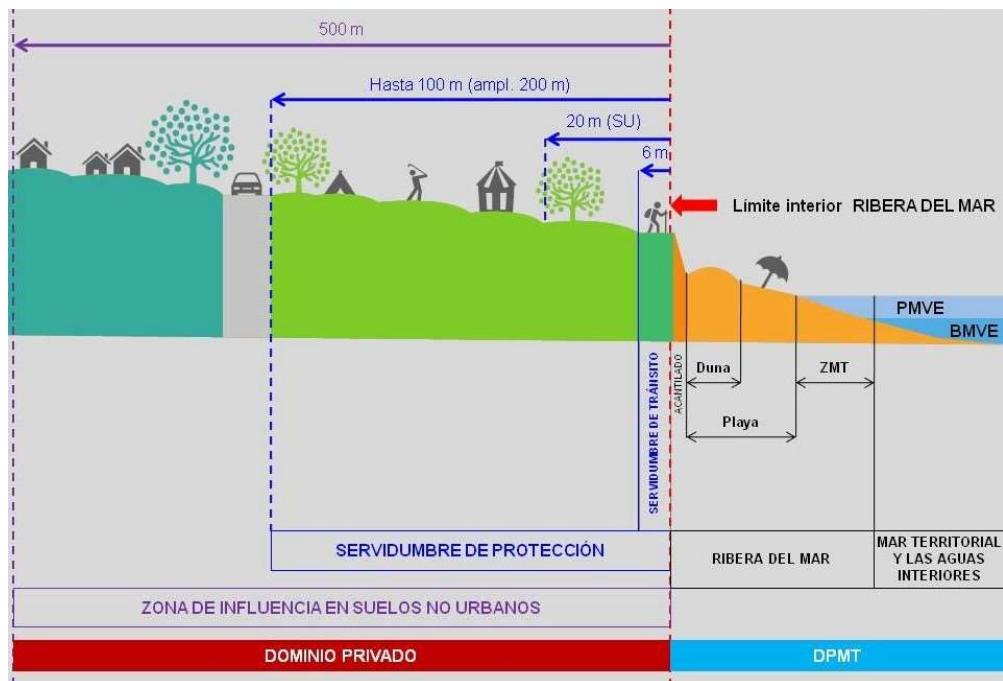 500 m
Hasta 100 m (ampl. 200 m)
20 m (SU)
6 m
Límite interior RIBERA DEL MAR
PMVE
BMVE
SERVIDUMBRE DE TRÁNSITO
ACANTILADO
Duna
ZMT
Playa
SERVIDUMBRE DE PROTECCIÓN
RIBERA DEL MAR
MAR TERRITORIAL
Y LAS AGUAS
INTERIORES
ZONA DE INFLUENCIA EN SUELOS NO URBANOS
DOMINIO PRIVADO
DPMT